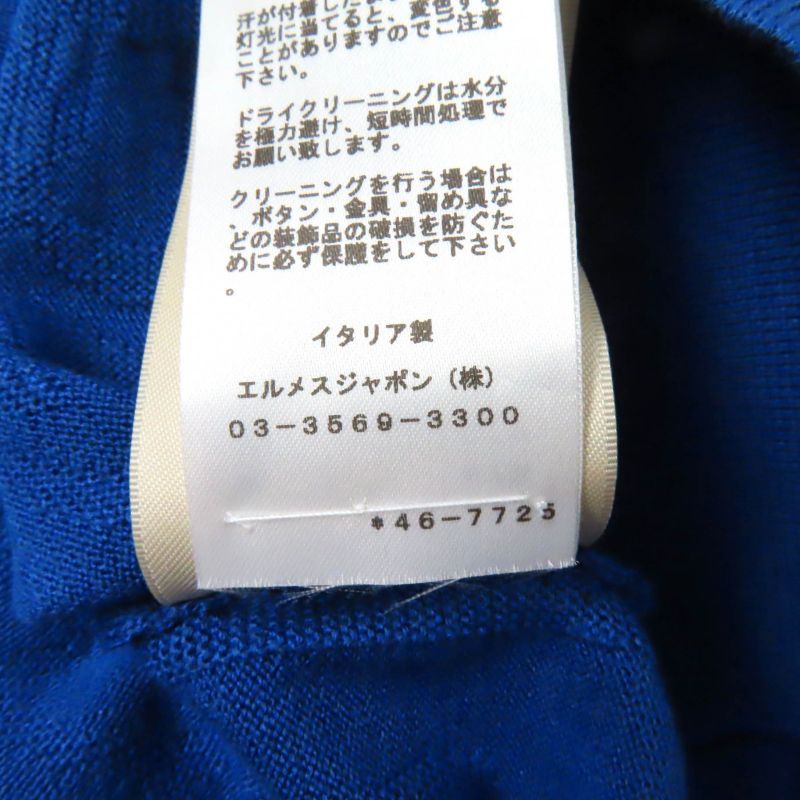 汗が付着したま
灯光に当てると、変色する
ことがありますのでご注意
下さい。
ドライクリーニングは水分
を極力避け、短時間処理で
お願い致します。
クリーニングを行う場合は
、ボタン・金具・留め具な
どの装飾品の破損を防ぐた
めに必ず保護をして下さい
。
イタリア製
エルメスジャポン（株）
03-3569-3300
*46-7725